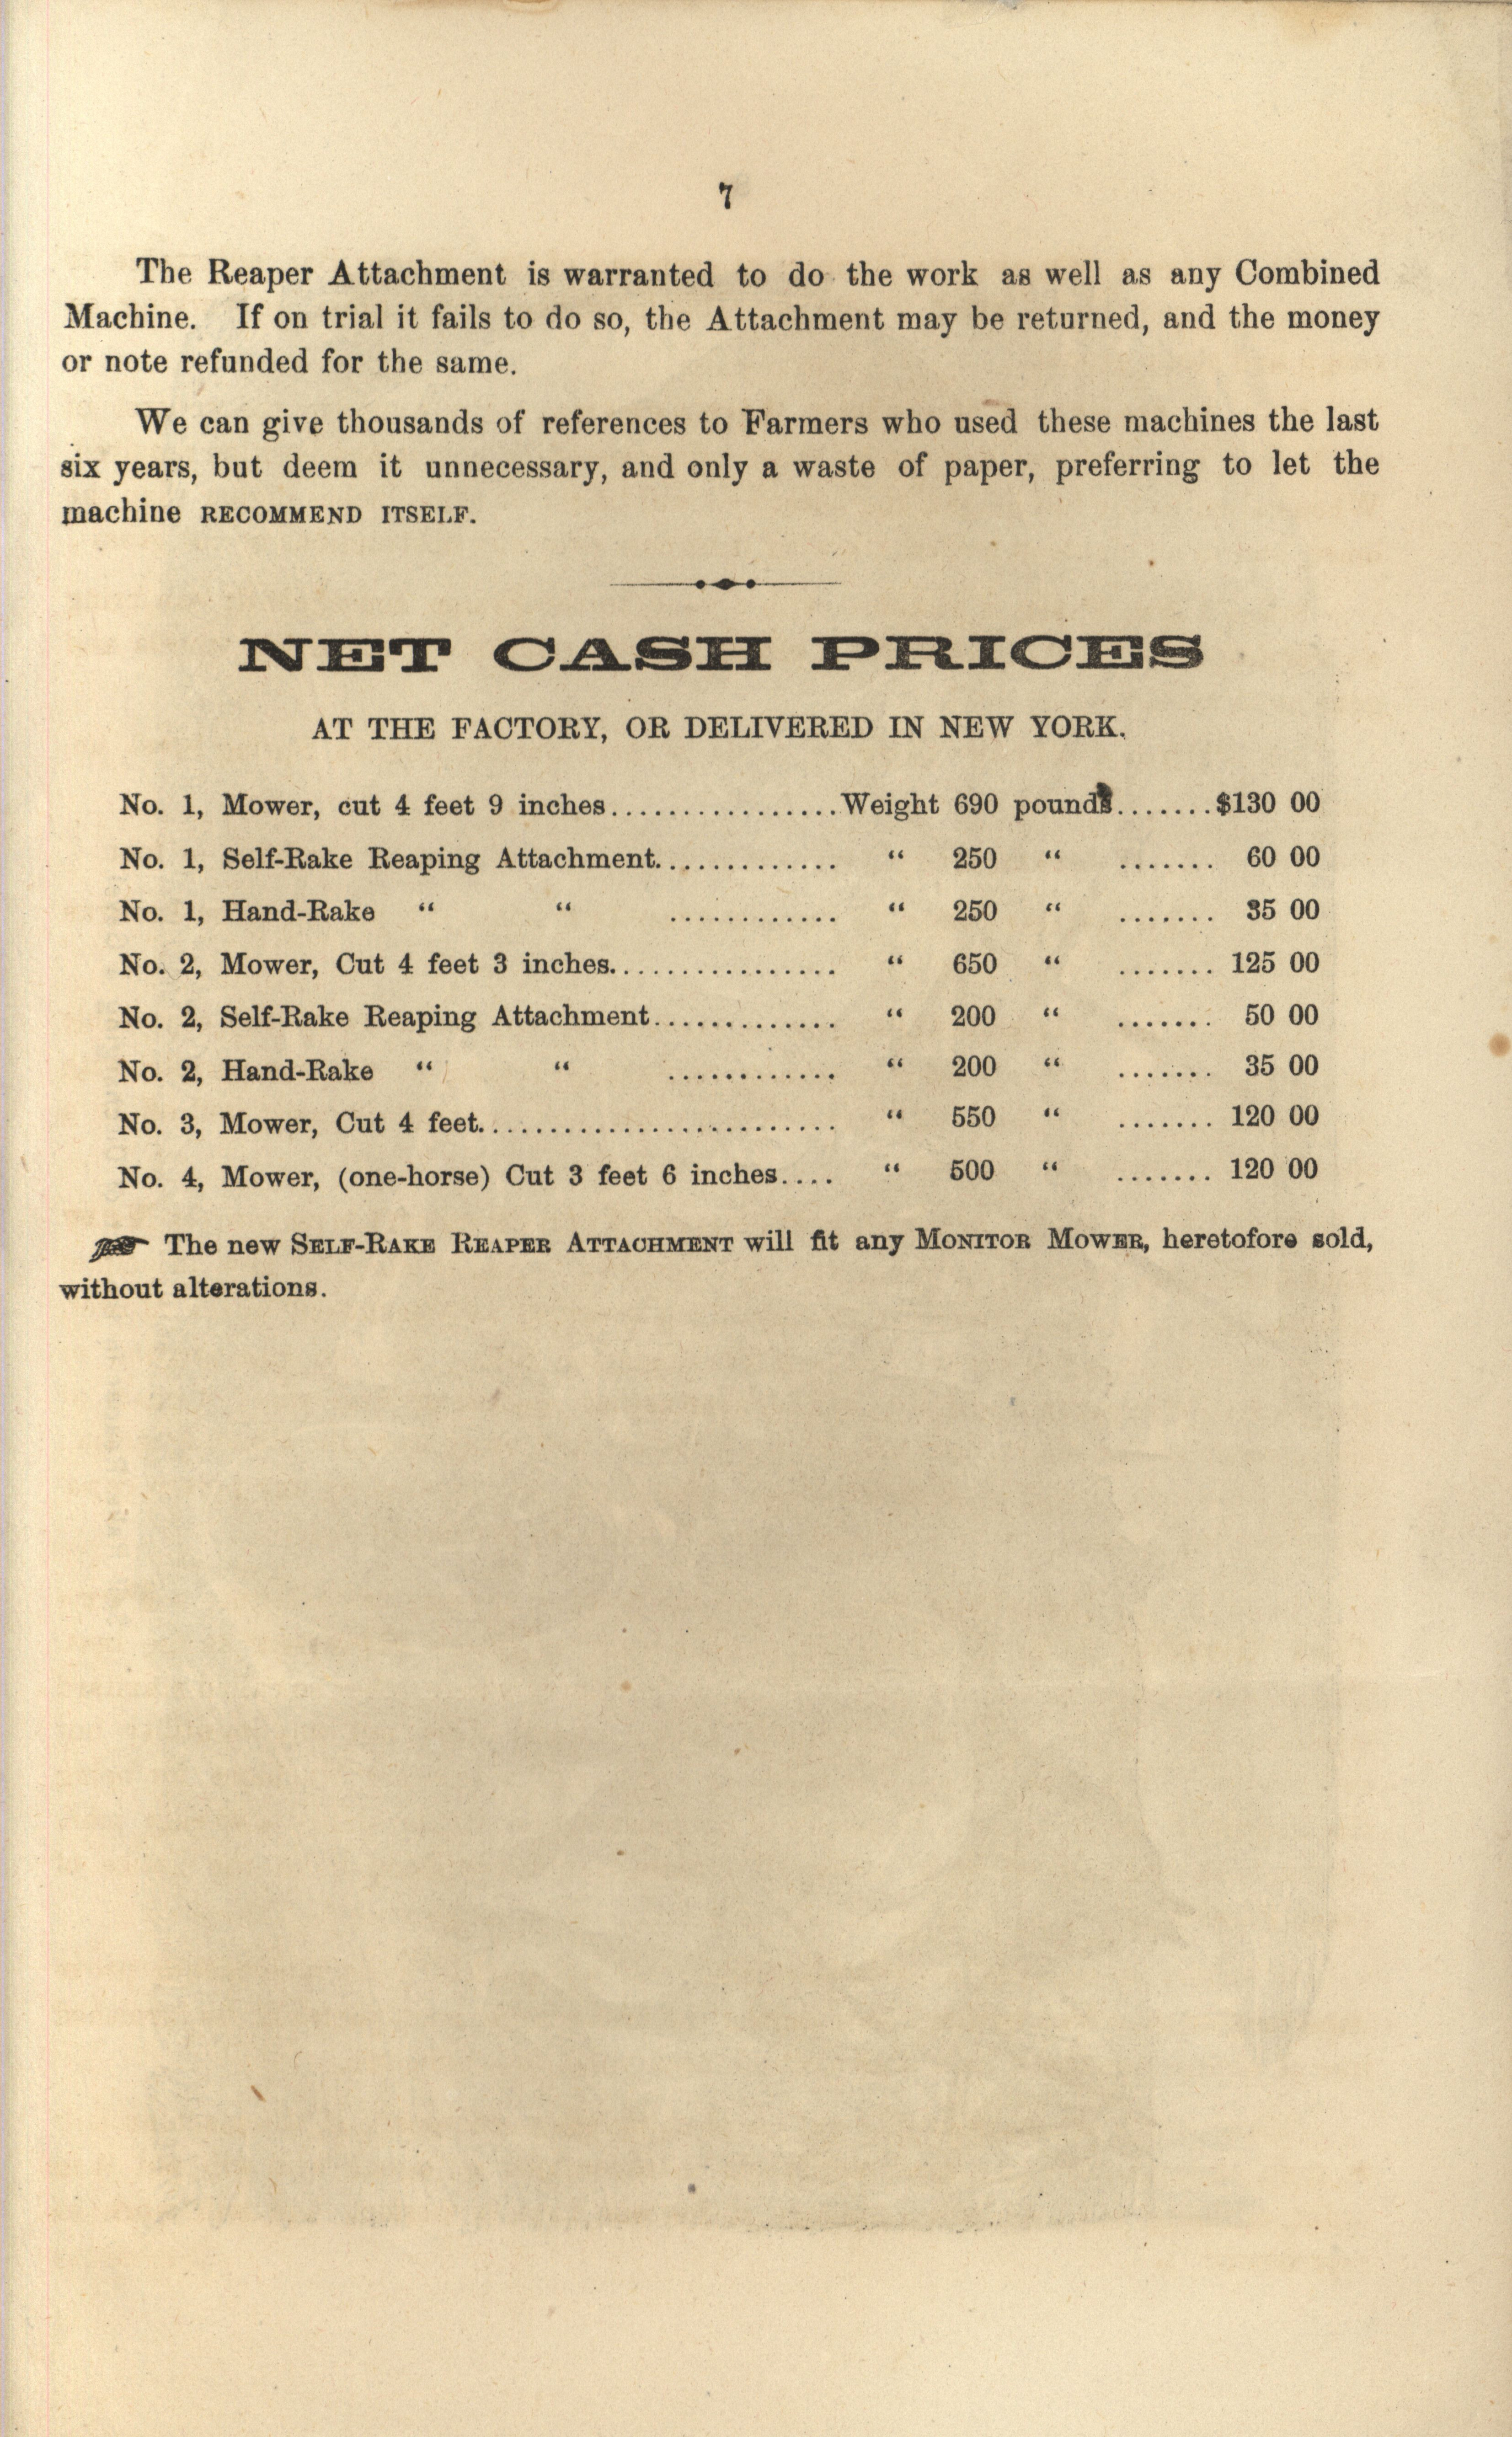 7
The Reaper Attachment is warranted to do the work as well as any Combined
Machine. If on trial it fails to do so, the Attachment may be returned, and the money
or note refunded for the same.
We can give thousands of references to Farmers who used these machines the last
six years, but deem it unnecessary, and only a waste of paper, preferring to let the
machine RECOMMEND ITSELF.
NET CASH PRICES
AT THE FACTORY, OR DELIVERED IN NEW YORK.
No. 1, Mower, cut 4 feet 9 inches.................Weight 690 pounds.......$130 00
No. 1, Self-Rake Reaping Attachment............. “ 250 “ ....... 60 00
No. 1, Hand-Rake “ “ ............ “ 250 “ ....... 35 00
No. 2, Mower, Cut 4 feet 3 inches................. “ 650 “ ....... 125 00
No. 2, Self-Rake Reaping Attachment............. “ 200 “ ....... 50 00
No. 2, Hand-Rake “ “ ............ “ 200 “ ....... 35 00
No. 3, Mower, Cut 4 feet.......................... “ 550 “ ....... 120 00
No. 4, Mower, (one-horse) Cut 3 feet 6 inches.... “ 500 “ ....... 120 00
The new SELF-RAKE REAPER ATTACHMENT will fit any MONITOR MOWER, heretofore sold,
without alterations.